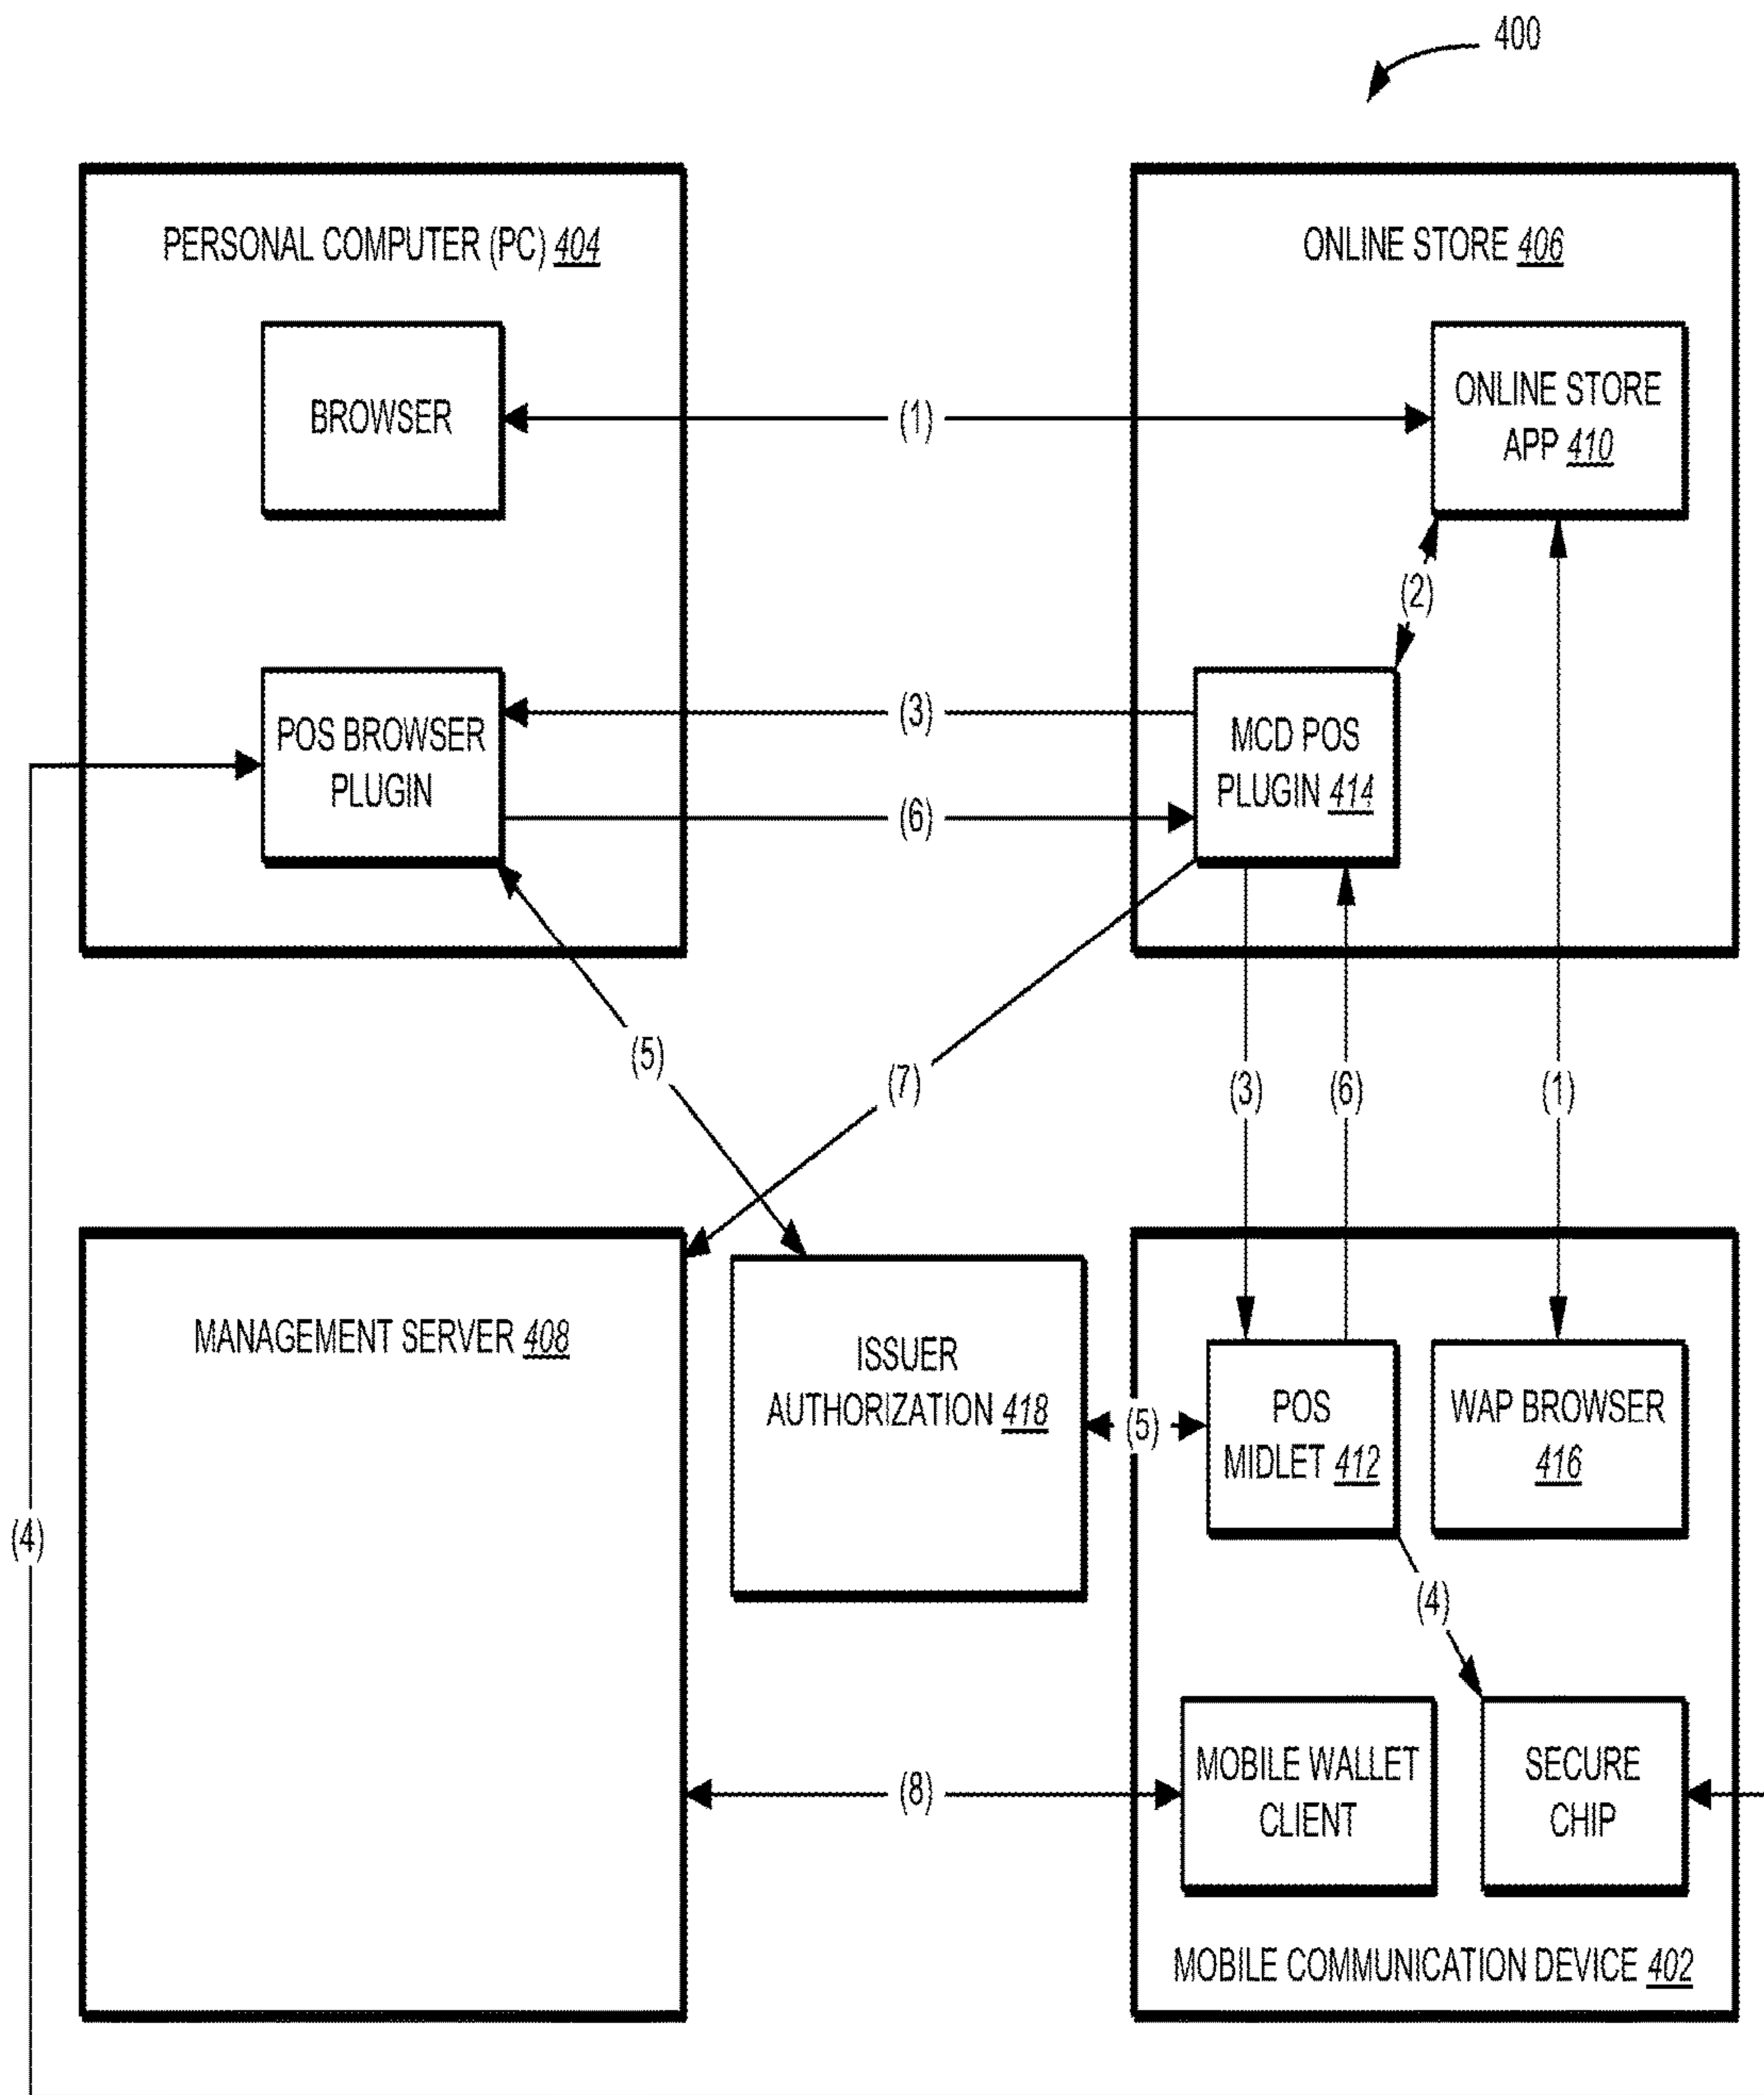 400
PERSONAL COMPUTER (PC) 404
ONLINE STORE 406
BROWSER
(1)
ONLINE STORE
APP 410
(2)
POS BROWSER
PLUGIN
(3)
(6)
MCD POS
PLUGIN 414
(5)
(7)
(3)
(6)
(1)
MANAGEMENT SERVER 408
ISSUER
AUTHORIZATION 418
(5)
POS
MIDLET 412
WAP BROWSER
416
(4)
(4)
(8)
MOBILE WALLET
CLIENT
SECURE
CHIP
MOBILE COMMUNICATION DEVICE 402